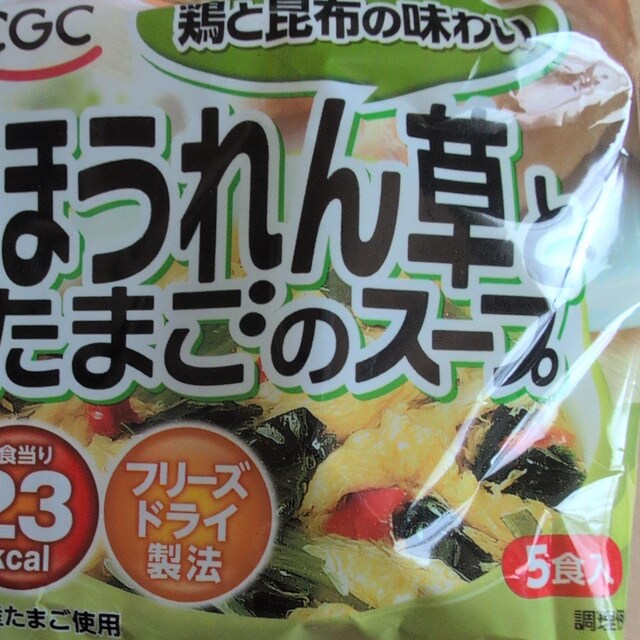 CGC
鶏と昆布の味わい
ほうれん草と
たまごのスープ
食当り
23
kcal
フリーズ
ドライ
製法
5食入
たまご使用
調理